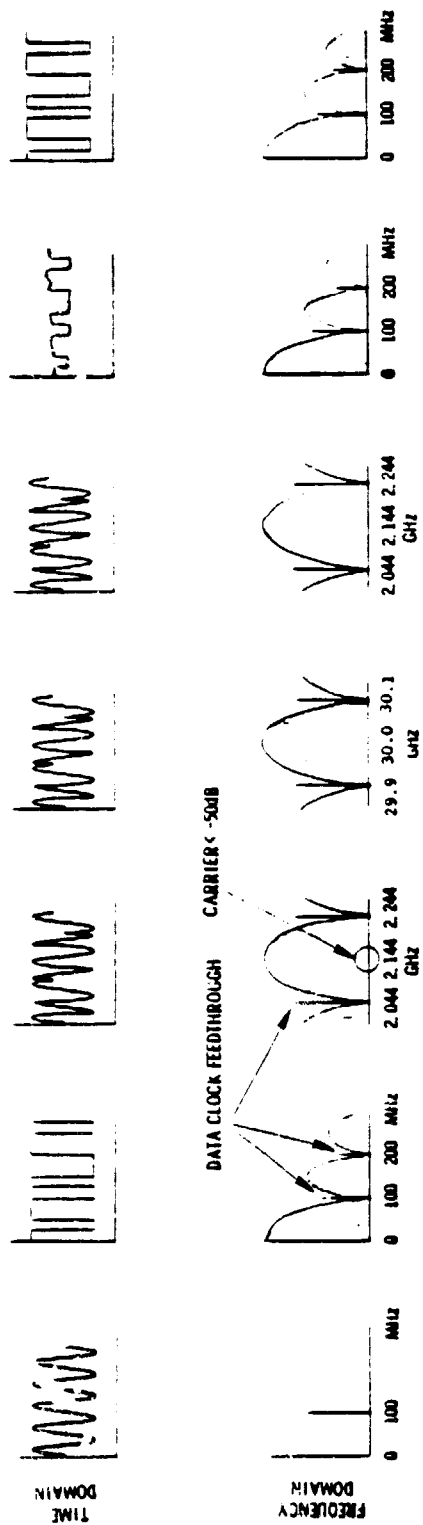 TIME
DOMAIN
FREQUENCY
DOMAIN
DATA CLOCK FEEDTHROUGH
CARRIER < -50dB
0 100 MHz
0 100 200 MHz
2.044 2.144 2.244
GHz
29.9 30.0 30.1
GHz
2.044 2.144 2.244
GHz
0 100 200 MHz
0 100 200 MHz